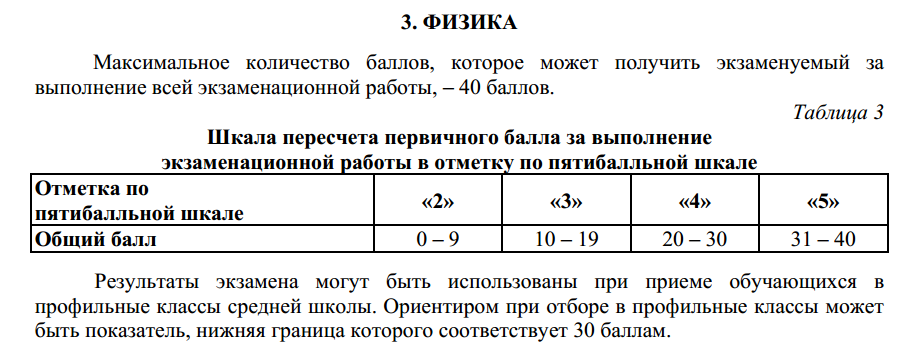 3. ФИЗИКА
Максимальное количество баллов, которое может получить экзаменуемый за
выполнение всей экзаменационной работы, – 40 баллов.
Таблица 3
Шкала пересчета первичного балла за выполнение
экзаменационной работы в отметку по пятибалльной шкале
Отметка по
пятибалльной шкале «2» «3» «4» «5»
Общий балл 0 – 9 10 – 19 20 – 30 31 – 40
Результаты экзамена могут быть использованы при приеме обучающихся в
профильные классы средней школы. Ориентиром при отборе в профильные классы может
быть показатель, нижняя граница которого соответствует 30 баллам.